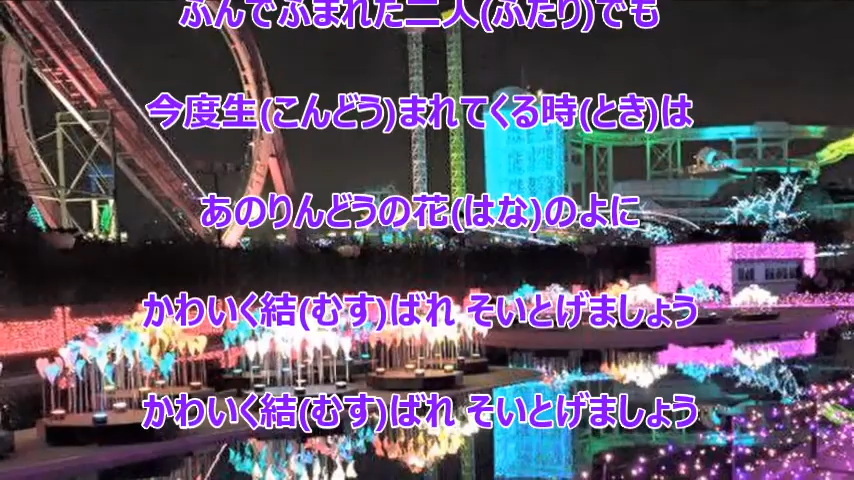 ふんでふまれた二人(ふたり)でも
今度生(こんどう)まれてくる時(とき)は
あのりんどうの花(はな)のよに
かわいく結(むす)ばれ そいとげましょう
かわいく結(むす)ばれ そいとげましょう